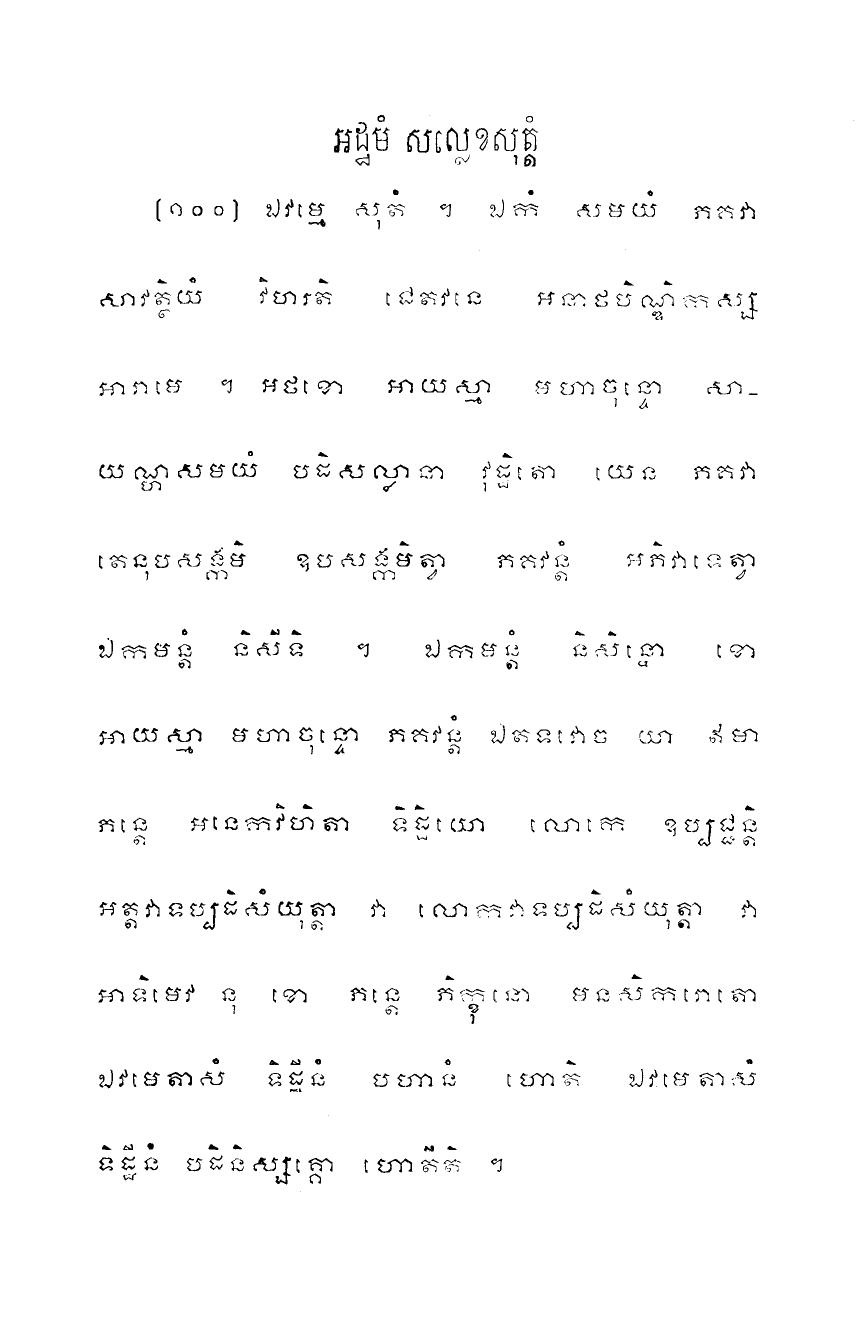 អដ្ឋមំ សល្លេខសុត្តំ
[១០០] ឯវម្មេ សុតំ ។ ឯកំ សមយំ ភគវា
សាវត្ថិយំ វិហរតិ ជេតវនេ អនាថបិណ្ឌិកស្ស
អារាមេ ។ អថខោ អាយស្មា មហាចុន្ទោ សា-
យណ្ហសមយំ បដិសល្លានា វុដ្ឋិតោ យេន ភគវា
តេនុបសង្កមិ ឧបសង្កមិត្វា ភគវន្តំ អភិវាទេត្វា
ឯកមន្តំ និសីទិ ។ ឯកមន្តំ និសិន្នោ ខោ
អាយស្មា មហាចុន្ទោ ភគវន្តំ ឯតទវោច យា ឥមា
ភន្តេ អនេកវិហិតា ទិដ្ឋិយោ លោកេ ឧប្បជ្ជន្តិ
អត្តវាទប្បដិសំយុត្តា វា លោកវាទប្បដិសំយុត្តា វា
អាទិមេវ នុ ខោ ភន្តេ ភិក្ខុនោ មនសិករោតោ
ឯវមេតាសំ ទិដ្ឋីនំ បហានំ ហោតិ ឯវមេតាសំ
ទិដ្ឋីនំ បដិនិស្សគ្គោ ហោតីតិ ។